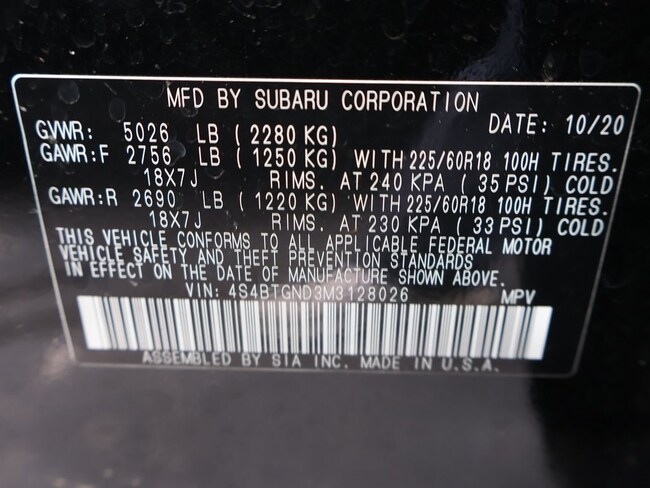 MFD BY SUBARU CORPORATION
DATE: 10/20
GVWR: 5026 LB ( 2280 KG)
GAWR:F 2756 LB ( 1250 KG) WITH 225/60R18 100H TIRES.
18X7J RIMS. AT 240 KPA ( 35 PSI) COLD
GAWR:R 2690 LB ( 1220 KG) WITH 225/60R18 100H TIRES.
18X7J RIMS. AT 230 KPA ( 33 PSI) COLD
THIS VEHICLE CONFORMS TO ALL APPLICABLE FEDERAL MOTOR
VEHICLE SAFETY AND THEFT PREVENTION STANDARDS
IN EFFECT ON THE DATE OF MANUFACTURE SHOWN ABOVE.
VIN: 4S4BTGND3M3128026 MPV
ASSEMBLED BY SIA INC. MADE IN U.S.A.